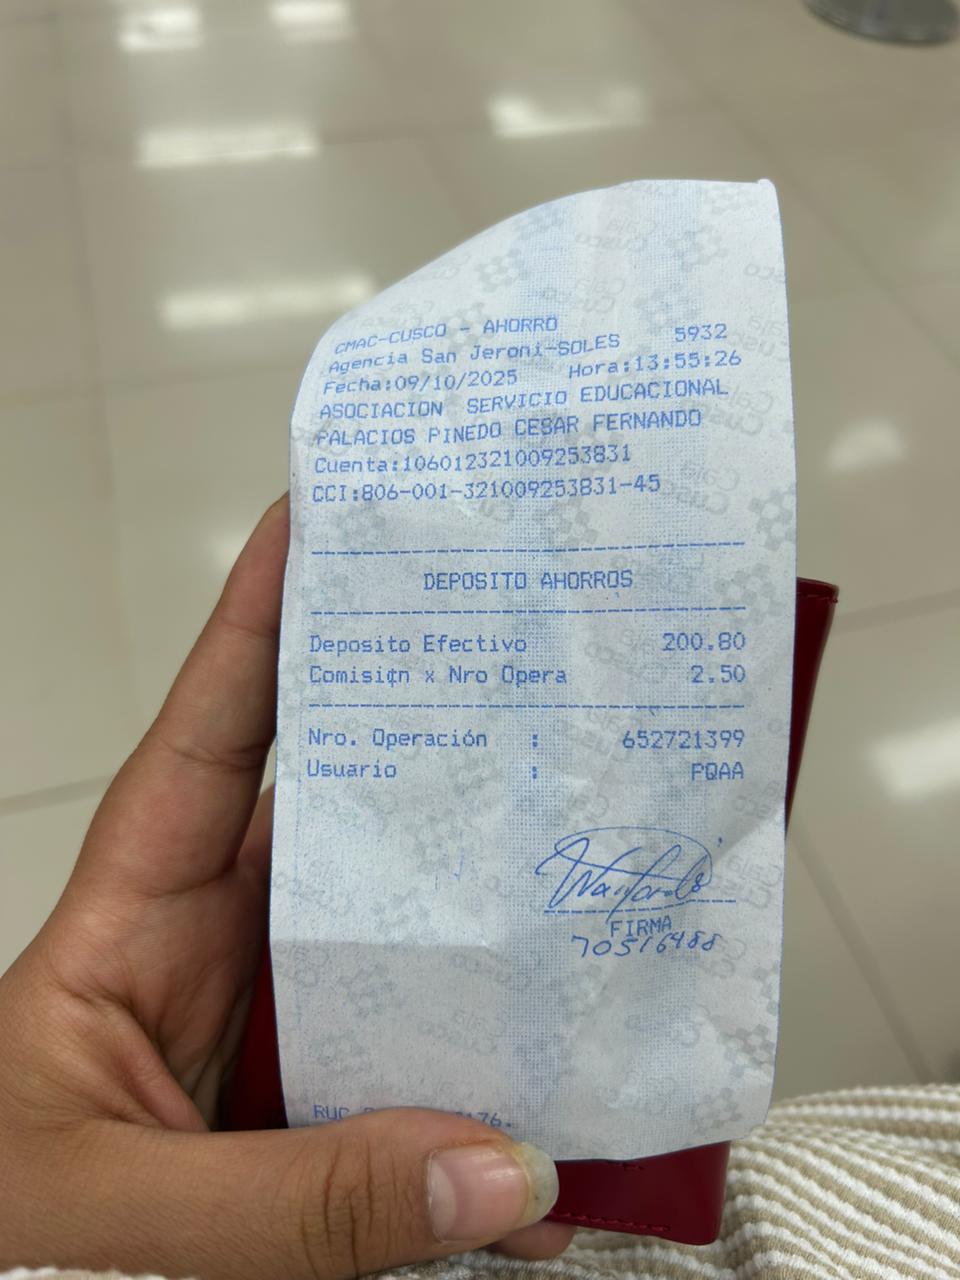 CMAC-CUSCO - AHORRO
Agencia San Jeroni-SOLES 5932
Fecha:09/10/2025 Hora:13:55:26
ASOCIACION SERVICIO EDUCACIONAL
PALACIOS PINEDO CESAR FERNANDO
Cuenta:106012321009253831
CCI:806-001-321009253831-45
DEPOSITO AHORROS
Deposito Efectivo 200.80
Comisi¢n x Nro Opera 2.50
Nro. Operación : 652721399
Usuario : PQAA
FIRMA
70516488
RUC